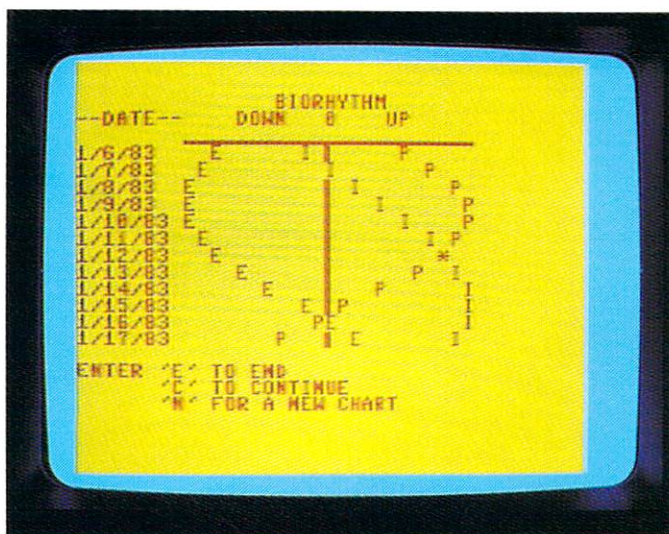 BIORHYTHM
--DATE-- DOWN 0 UP
1/6/83 E I P
1/7/83 E I P
1/8/83 E I P
1/9/83 E I P
1/10/83 E I P
1/11/83 E I P
1/12/83 E *
1/13/83 E P I
1/14/83 E P I
1/15/83 E P I
1/16/83 PE I
1/17/83 P E I
ENTER 'E' TO END
'C' TO CONTINUE
'N' FOR A NEW CHART